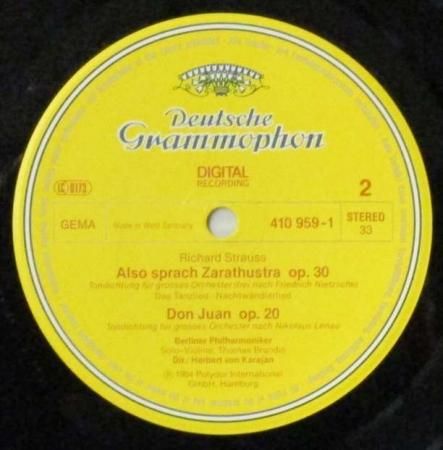 Deutsche
Grammophon
DIGITAL
RECORDING
LC 0173
2
GEMA
Made in West Germany
410 959-1
STEREO
33
Richard Strauss
Also sprach Zarathustra op. 30
Tondichtung für grosses Orchester frei nach Friedrich Nietzsche
Das Tanzlied · Nachtwandlerlied
Don Juan op. 20
Tondichtung für grosses Orchester nach Nikolaus Lenau
Berliner Philharmoniker
Solo-Violine: Thomas Brandis
Dir.: Herbert von Karajan
℗ 1984 Polydor International
GmbH, Hamburg